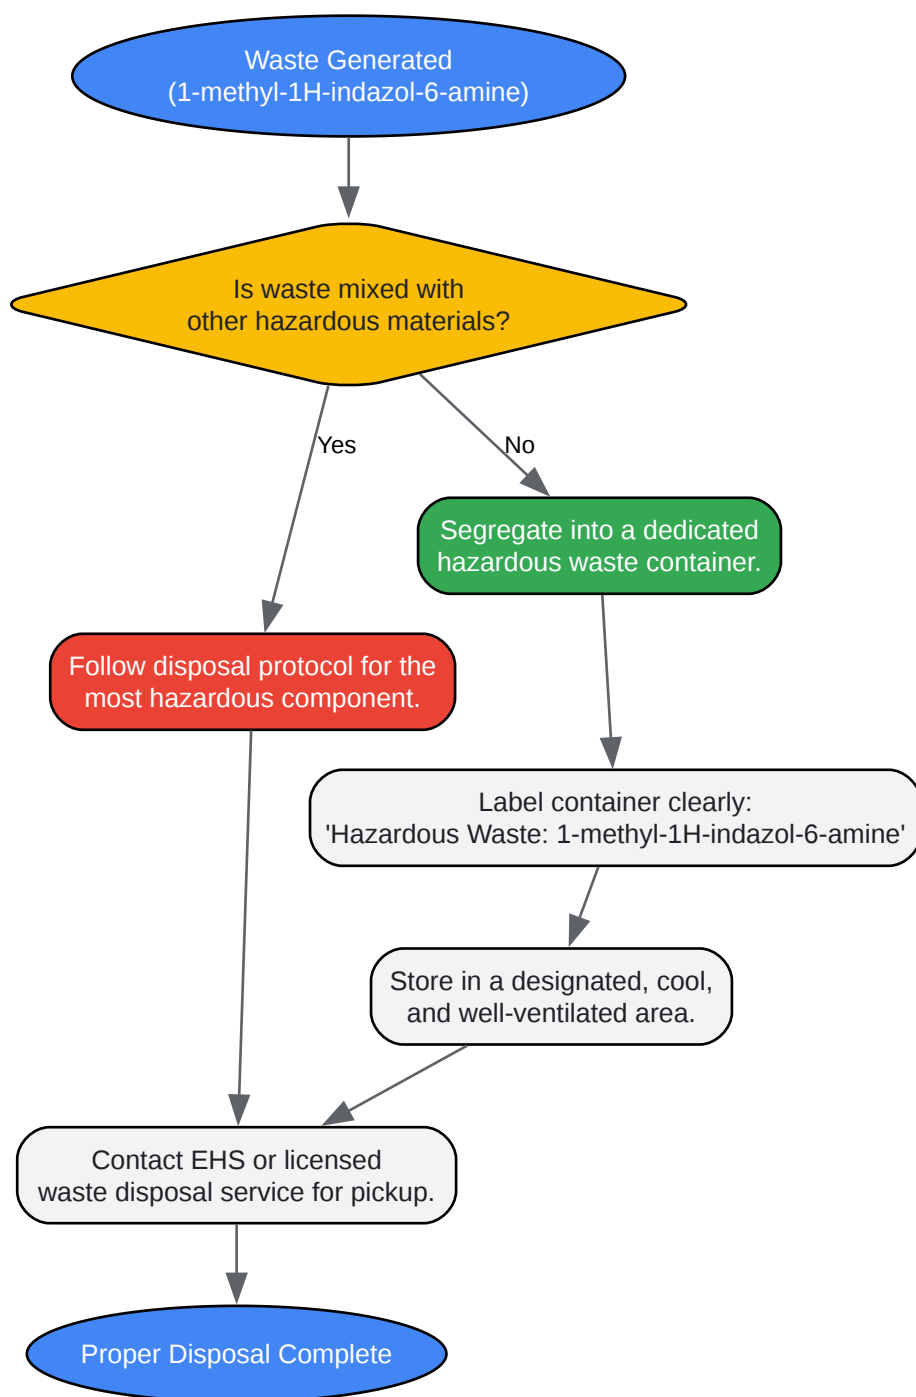 Waste Generated
(1-methyl-1H-indazol-6-amine)
Is waste mixed with
other hazardous materials?
Yes
No
Segregate into a dedicated
hazardous waste container.
Follow disposal protocol for the
most hazardous component.
Label container clearly:
'Hazardous Waste: 1-methyl-1H-indazol-6-amine'
Store in a designated, cool,
and well-ventilated area.
Contact EHS or licensed
waste disposal service for pickup.
Proper Disposal Complete